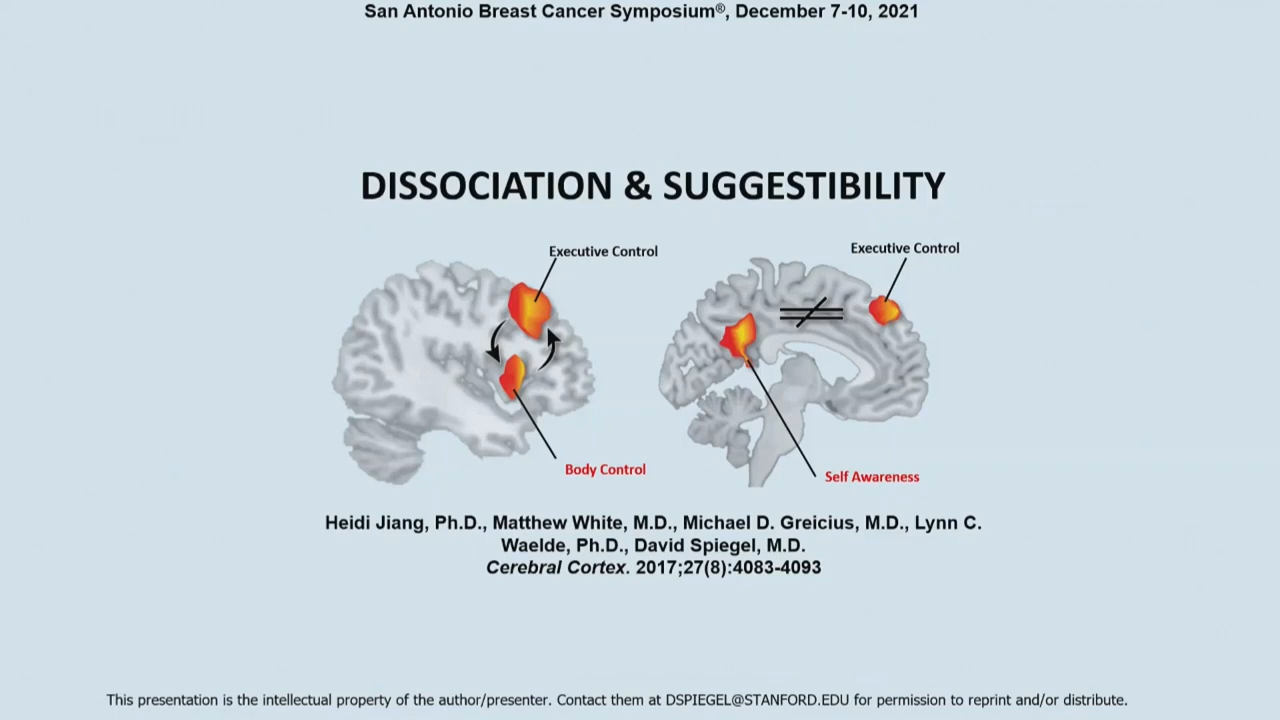 San Antonio Breast Cancer Symposium®, December 7-10, 2021
DISSOCIATION & SUGGESTIBILITY
Executive Control
Executive Control
Body Control
Self Awareness
Heidi Jiang, Ph.D., Matthew White, M.D., Michael D. Greicius, M.D., Lynn C.
Waelde, Ph.D., David Spiegel, M.D.
Cerebral Cortex. 2017;27(8):4083-4093
This presentation is the intellectual property of the author/presenter. Contact them at DSPIEGEL@STANFORD.EDU for permission to reprint and/or distribute.